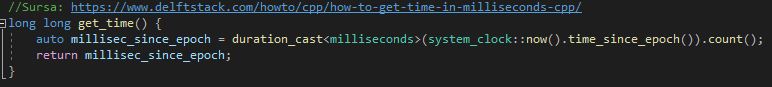 //Sursa: https://www.delftstack.com/howto/cpp/how-to-get-time-in-milliseconds-cpp/
long long get_time() {
    auto millisec_since_epoch = duration_cast<milliseconds>(system_clock::now().time_since_epoch()).count();
    return millisec_since_epoch;
}